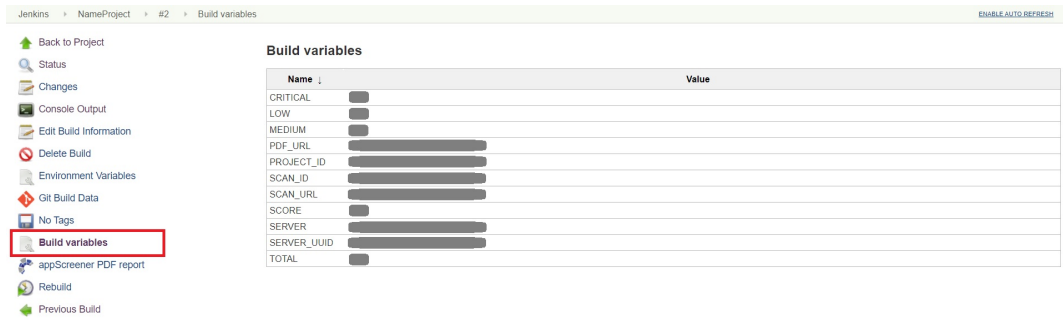 Jenkins NameProject #2 Build variables ENABLE AUTO REFRESH
Back to Project
Status
Changes
Console Output
Edit Build Information
Delete Build
Environment Variables
Git Build Data
No Tags
Build variables
appScreener PDF report
Rebuild
Previous Build
Build variables
Name ↓ Value
CRITICAL
LOW
MEDIUM
PDF_URL
PROJECT_ID
SCAN_ID
SCAN_URL
SCORE
SERVER
SERVER_UUID
TOTAL